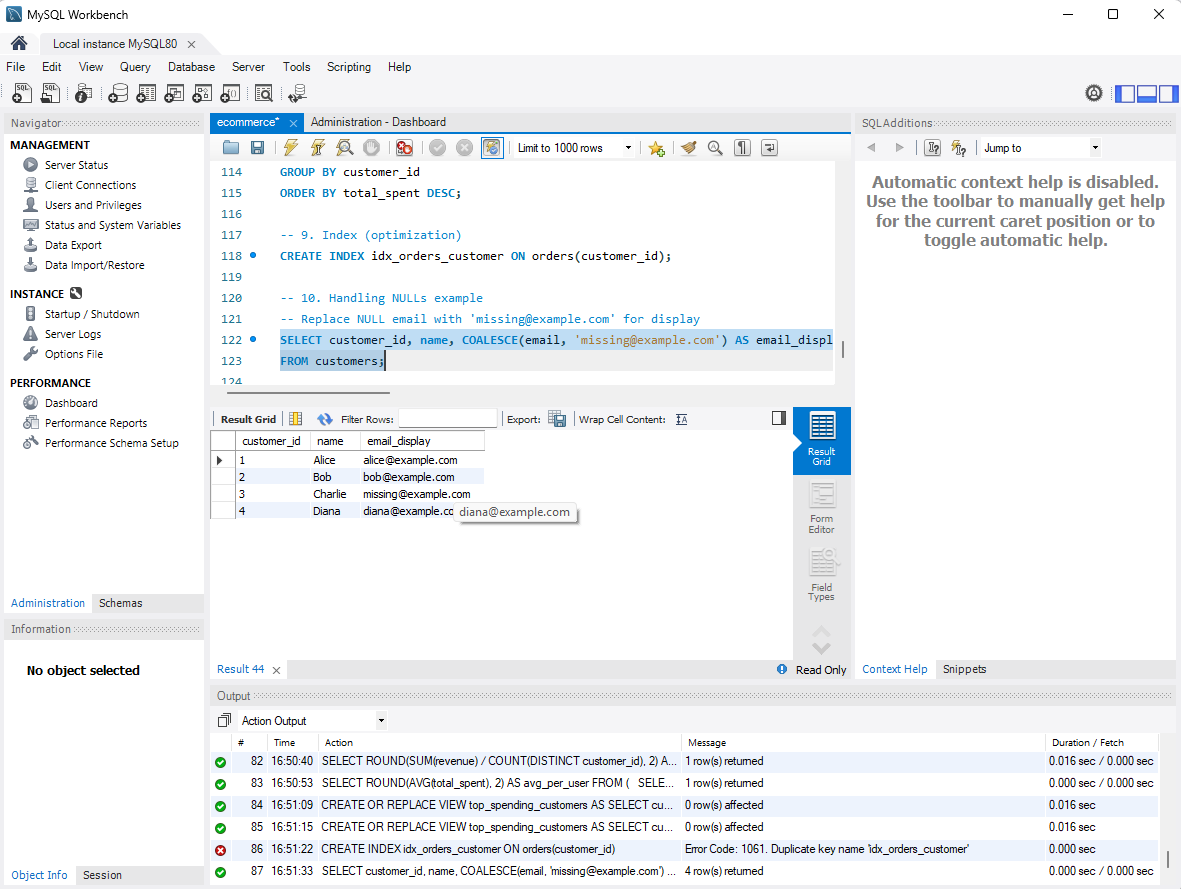 MySQL Workbench
Local instance MySQL80
File Edit View Query Database Server Tools Scripting Help
Navigator
MANAGEMENT
Server Status
Client Connections
Users and Privileges
Status and System Variables
Data Export
Data Import/Restore
INSTANCE
Startup / Shutdown
Server Logs
Options File
PERFORMANCE
Dashboard
Performance Reports
Performance Schema Setup
Administration Schemas
Information
No object selected
Object Info Session
ecommerce* Administration - Dashboard
Limit to 1000 rows
114 GROUP BY customer_id
115 ORDER BY total_spent DESC;
116
117 -- 9. Index (optimization)
118 CREATE INDEX idx_orders_customer ON orders(customer_id);
119
120 -- 10. Handling NULLs example
121 -- Replace NULL email with 'missing@example.com' for display
122 SELECT customer_id, name, COALESCE(email, 'missing@example.com') AS email_displ
123 FROM customers;
124
Result Grid Filter Rows: Export: Wrap Cell Content:
customer_id name email_display
1 Alice alice@example.com
2 Bob bob@example.com
3 Charlie missing@example.com
4 Diana diana@example.co
diana@example.com
Result Grid
Form Editor
Field Types
Result 44
Read Only
SQLAdditions
Jump to
Automatic context help is disabled.
Use the toolbar to manually get help
for the current caret position or to
toggle automatic help.
Context Help Snippets
Output
Action Output
# Time Action Message Duration / Fetch
82 16:50:40 SELECT ROUND(SUM(revenue) / COUNT(DISTINCT customer_id), 2) A... 1 row(s) returned 0.016 sec / 0.000 sec
83 16:50:53 SELECT ROUND(AVG(total_spent), 2) AS avg_per_user FROM ( SELE... 1 row(s) returned 0.000 sec / 0.000 sec
84 16:51:09 CREATE OR REPLACE VIEW top_spending_customers AS SELECT cu... 0 row(s) affected 0.016 sec
85 16:51:15 CREATE OR REPLACE VIEW top_spending_customers AS SELECT cu... 0 row(s) affected 0.016 sec
86 16:51:22 CREATE INDEX idx_orders_customer ON orders(customer_id) Error Code: 1061. Duplicate key name 'idx_orders_customer' 0.000 sec
87 16:51:33 SELECT customer_id, name, COALESCE(email, 'missing@example.com') ... 4 row(s) returned 0.000 sec / 0.000 sec